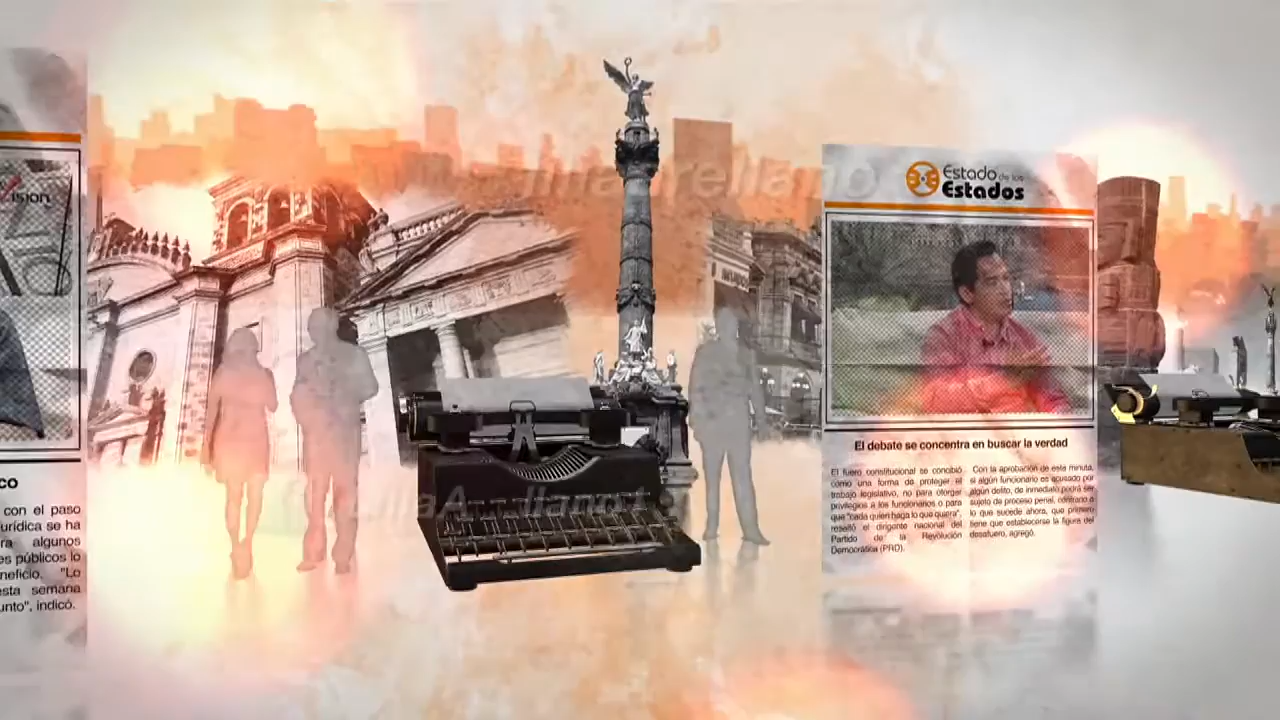 ision
co
con el paso
urídica se ha
ra algunos
es públicos lo
neficio. "Lo
esta semana
unto", indicó.
Estado de los
Estados
El debate se concentra en buscar la verdad
El fuero constitucional se concibió
como una forma de proteger el
trabajo legislativo, no para otorgar
privilegios a los funcionarios o para
que "cada quien haga lo que quiera",
resaltó el dirigente nacional del
Partido de la Revolución
Democrática (PRD).
Con la aprobación de esta minuta,
si algún funcionario es acusado por
algún delito, de inmediato podrá ser
sujeto de proceso penal, contrario a
lo que sucede ahora, que primero
tiene que establecerse la figura del
desafuero, agregó.